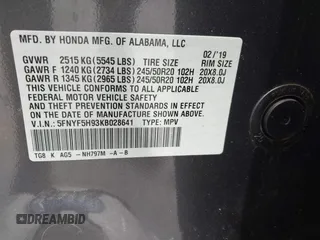 MFD. BY HONDA MFG. OF ALABAMA, LLC
02/'19
GVWR 2515 KG(5545 LBS) TIRE SIZE RIM SIZE
GAWR F 1240 KG(2734 LBS) 245/50R20 102H 20X8.0J
GAWR R 1345 KG(2965 LBS) 245/50R20 102H 20X8.0J
THIS VEHICLE CONFORMS TO ALL APPLICABLE
FEDERAL MOTOR VEHICLE SAFETY AND THEFT
PREVENTION STANDARDS IN EFFECT ON THE
DATE OF MANUFACTURE SHOWN ABOVE.
V.I.N.: 5FNYF5H93KB028641 TYPE: MPV
TG8 K AG5 -NH797M -A-B
DREAMBID